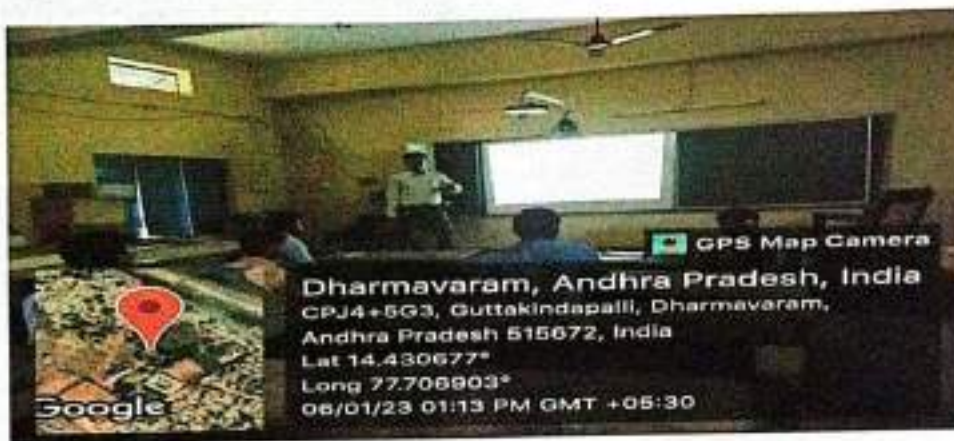 GPS Map Camera
Dharmavaram, Andhra Pradesh, India
CPJ4+5G3, Guttakindapalli, Dharmavaram,
Andhra Pradesh 515672, India
Lat 14.430677°
Long 77.706903°
06/01/23 01:13 PM GMT +05:30
Google